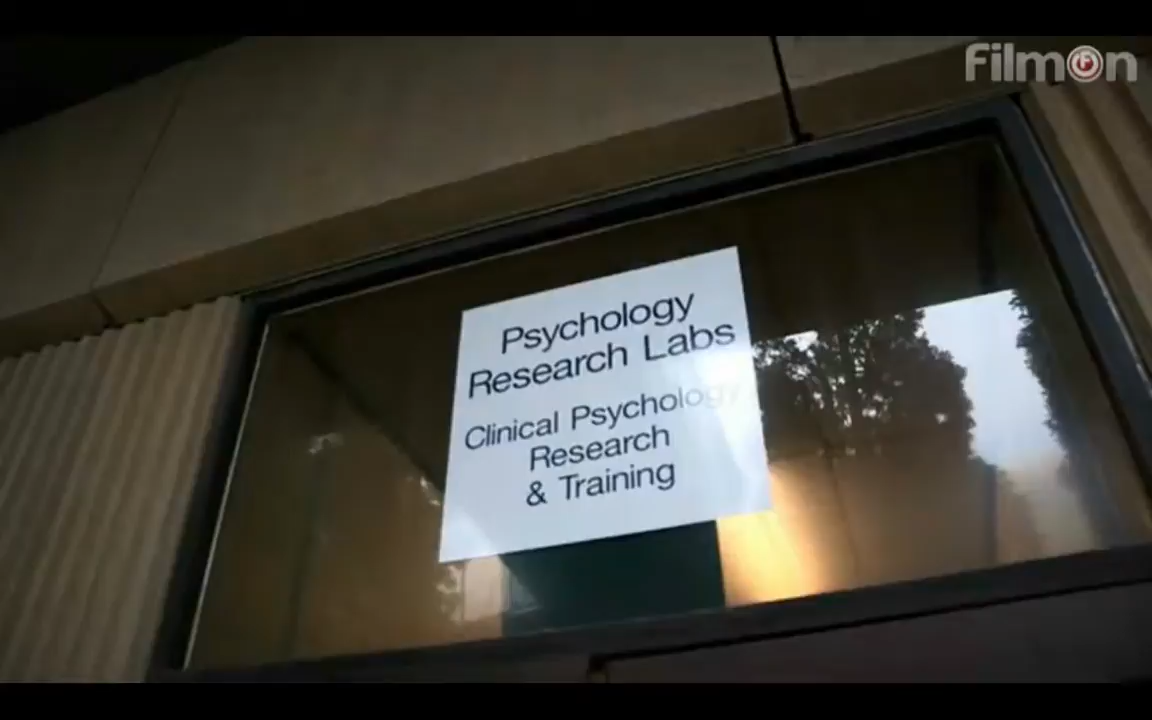 FilmOn
Psychology
Research Labs
Clinical Psychology
Research
& Training